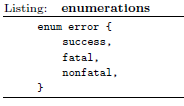 Listing: enumerations
enum error {
success,
fatal,
nonfatal,
}